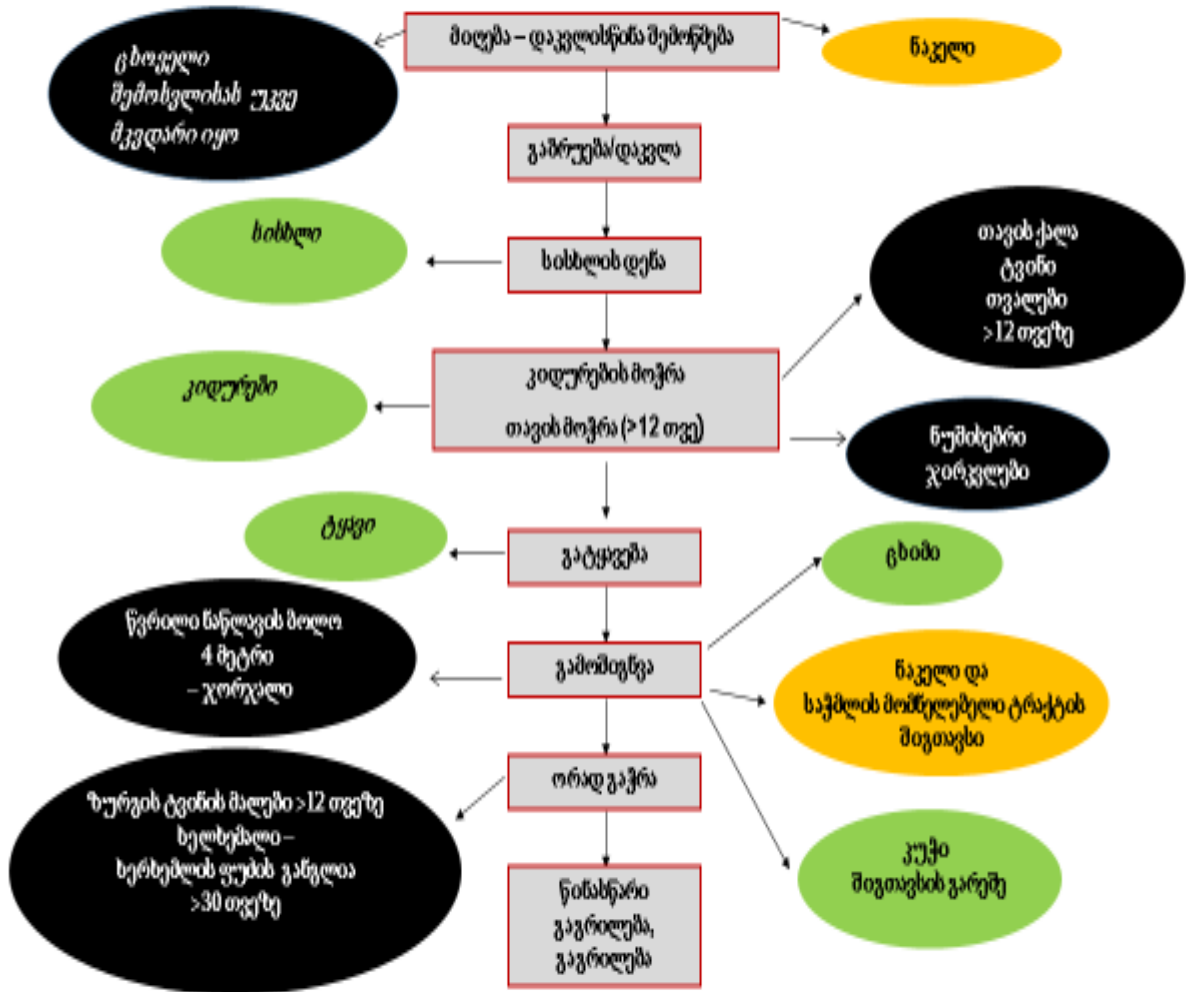 მიღება – დაკვლისწინა შემოწმება
ცხოველი
შემოსვლისას უკვე
მკვდარი იყო
ნაკელი
გაბრუება/დაკვლა
სისხლი
სისხლის დენა
თავის ქალა
ტვინი
თვალები
>12 თვეზე
კიდურები
კიდურების მოჭრა
თავის მოჭრა (>12 თვე)
ნუშისებრი
ჯირკვლები
ტყავი
გატყავება
ცხიმი
წვრილი ნაწლავის ბოლო
4 მეტრი
– ჯორჯალი
გამოშიგნვა
ნაკელი და
საჭმლის მომნელებელი ტრაქტის
შიგთავსი
ორად გაჭრა
ზურგის ტვინის მალები >12 თვეზე
ხელხემალი –
ხერხემლის ფუძის განგლია
>30 თვეზე
კუჭი
შიგთავსის გარეშე
წინასწარი
გაგრილება,
გაგრილება